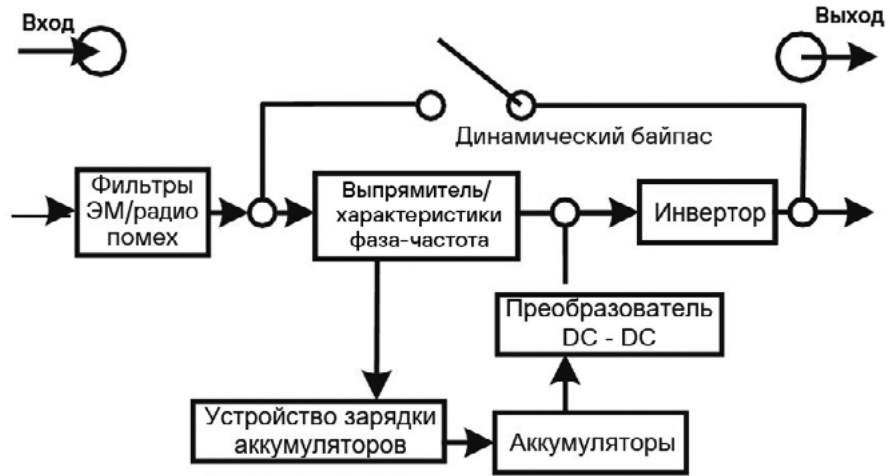 Вход
Выход
Динамический байпас
Фильтры
ЭМ/радио
помех
Выпрямитель/
характеристики
фаза-частота
Инвертор
Преобразователь
DC - DC
Устройство зарядки
аккумуляторов
Аккумуляторы